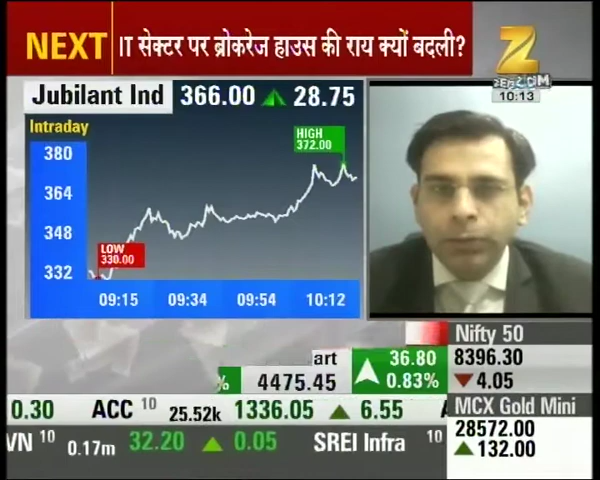 NEXT
IT सेक्टर पर ब्रोकरेज हाउस की राय क्यों बदली?
10:13
Jubilant Ind 366.00 ▲ 28.75
Intraday
380
364
348
332
HIGH
372.00
LOW
330.00
09:15 09:34 09:54 10:12
Nifty 50
8396.30
▼ 4.05
art 36.80
% 4475.45 ▲ 0.83%
MCX Gold Mini
28572.00
▲ 132.00
0.30 ACC 10 25.52k 1336.05 ▲ 6.55
VN 10 0.17m 32.20 ▲ 0.05 SREI Infra 10